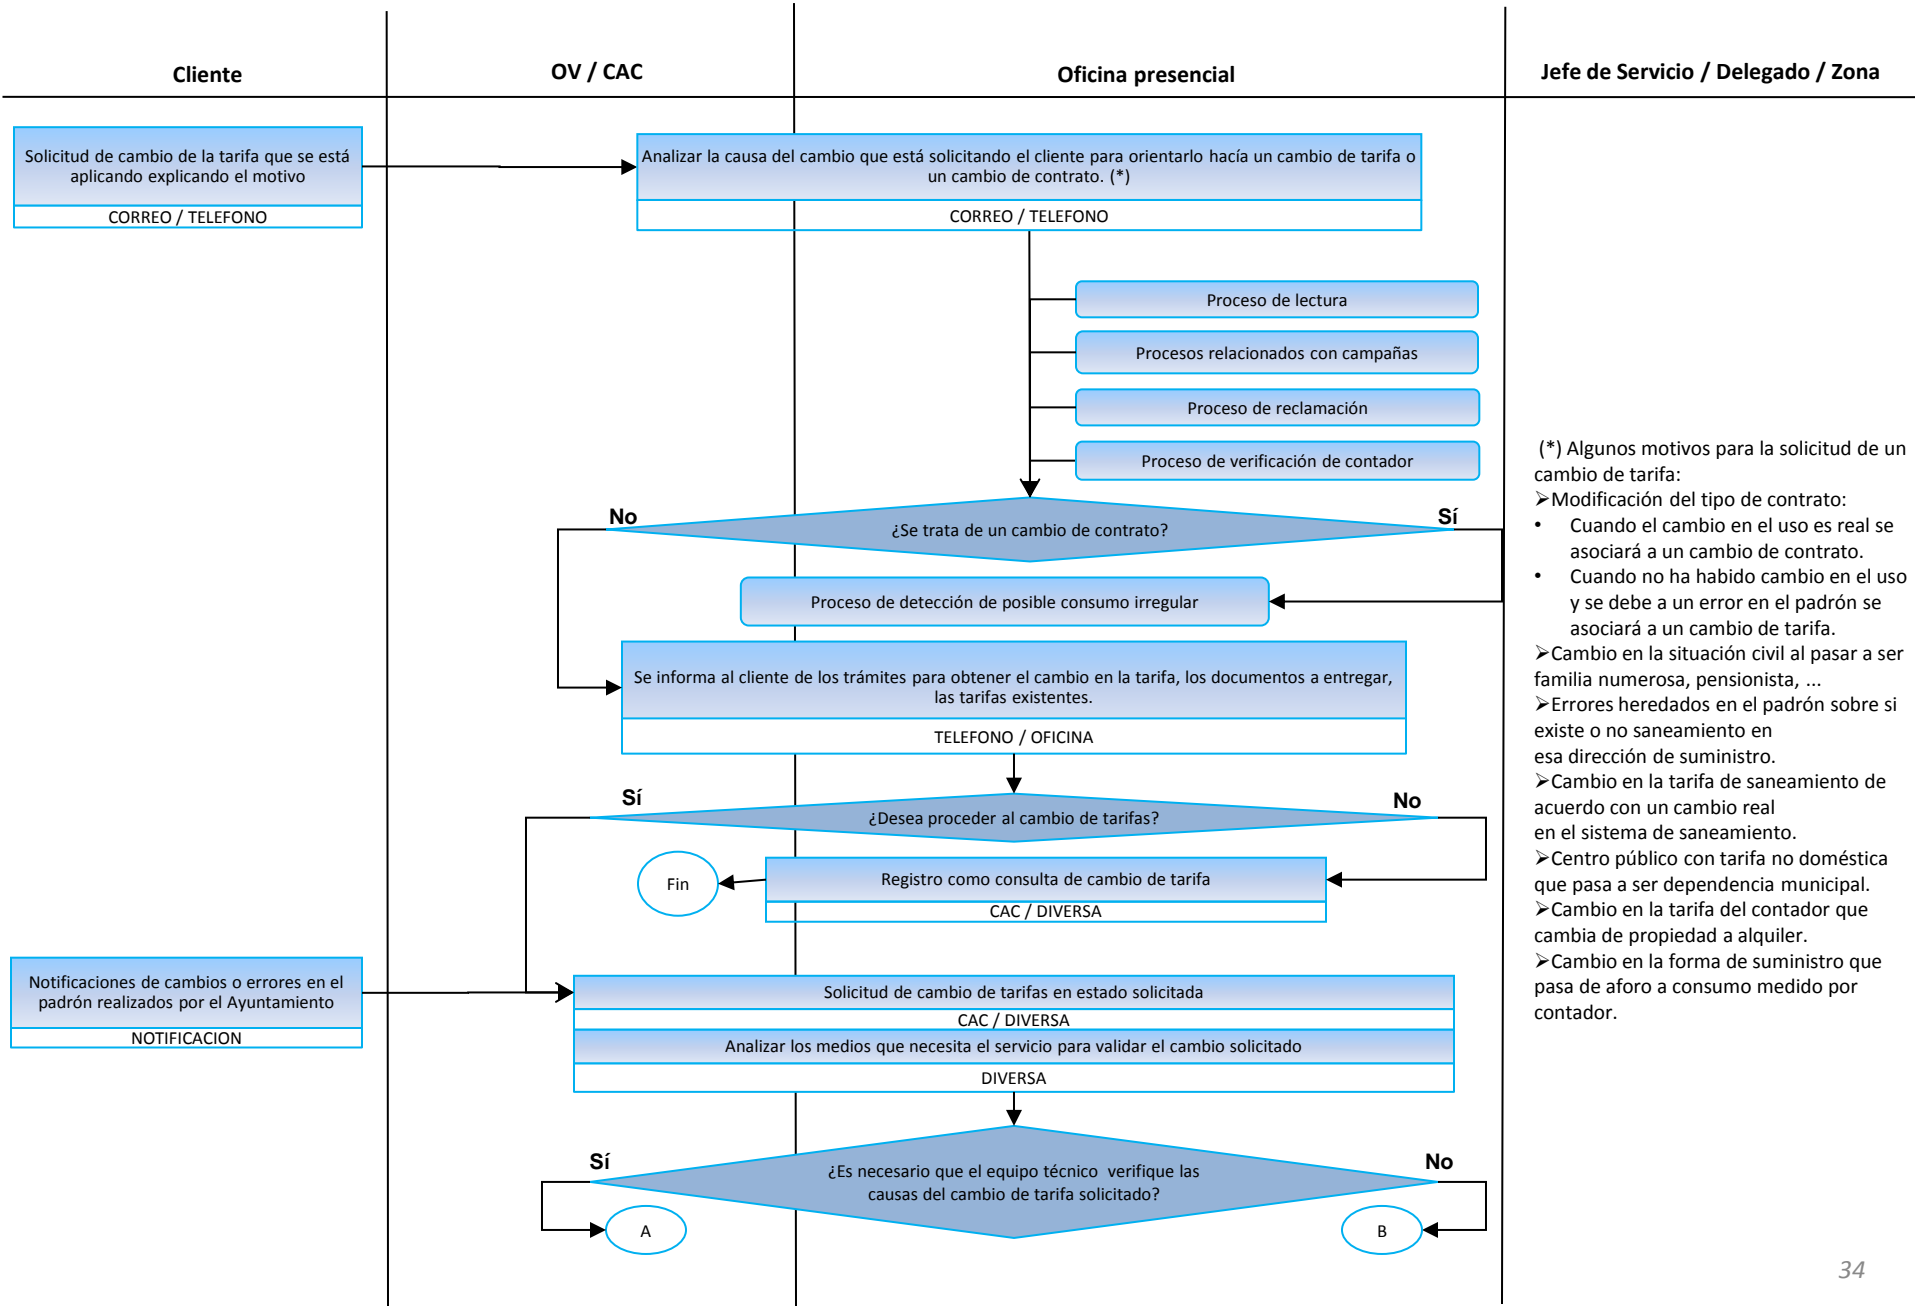 Cliente
OV / CAC
Oficina presencial
Jefe de Servicio / Delegado / Zona
Solicitud de cambio de la tarifa que se está
aplicando explicando el motivo
CORREO / TELEFONO
Analizar la causa del cambio que está solicitando el cliente para orientarlo hacía un cambio de tarifa o
un cambio de contrato. (*)
CORREO / TELEFONO
Proceso de lectura
Procesos relacionados con campañas
Proceso de reclamación
Proceso de verificación de contador
No
¿Se trata de un cambio de contrato?
Sí
Proceso de detección de posible consumo irregular
Se informa al cliente de los trámites para obtener el cambio en la tarifa, los documentos a entregar,
las tarifas existentes.
TELEFONO / OFICINA
Sí
¿Desea proceder al cambio de tarifas?
No
Fin
Registro como consulta de cambio de tarifa
CAC / DIVERSA
Notificaciones de cambios o errores en el
padrón realizados por el Ayuntamiento
NOTIFICACION
Solicitud de cambio de tarifas en estado solicitada
CAC / DIVERSA
Analizar los medios que necesita el servicio para validar el cambio solicitado
DIVERSA
Sí
¿Es necesario que el equipo técnico verifique las
causas del cambio de tarifa solicitado?
No
A
B
(*) Algunos motivos para la solicitud de un
cambio de tarifa:
➢Modificación del tipo de contrato:
• Cuando el cambio en el uso es real se
asociará a un cambio de contrato.
• Cuando no ha habido cambio en el uso
y se debe a un error en el padrón se
asociará a un cambio de tarifa.
➢Cambio en la situación civil al pasar a ser
familia numerosa, pensionista, ...
➢Errores heredados en el padrón sobre si
existe o no saneamiento en
esa dirección de suministro.
➢Cambio en la tarifa de saneamiento de
acuerdo con un cambio real
en el sistema de saneamiento.
➢Centro público con tarifa no doméstica
que pasa a ser dependencia municipal.
➢Cambio en la tarifa del contador que
cambia de propiedad a alquiler.
➢Cambio en la forma de suministro que
pasa de aforo a consumo medido por
contador.
34